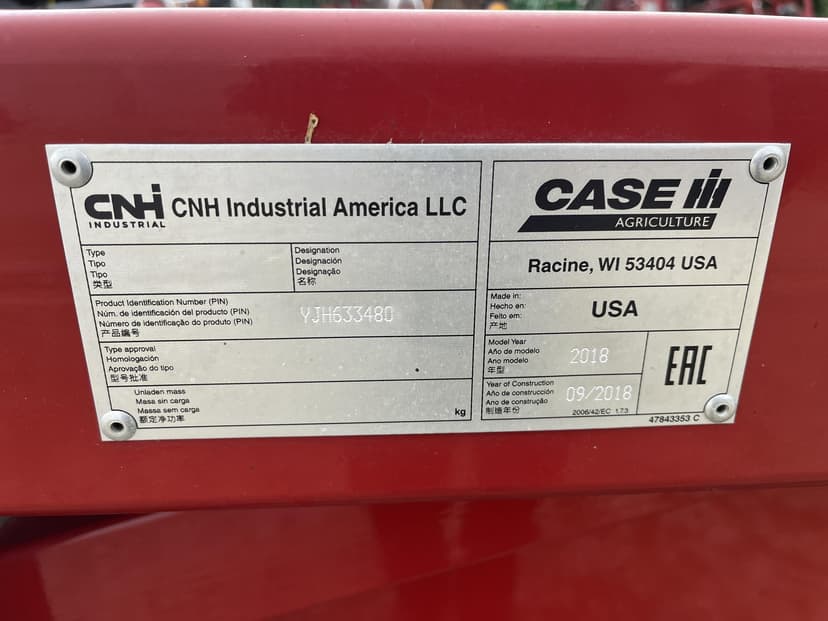 CNH
INDUSTRIAL
CNH Industrial America LLC
Type
Tipo
Tipo
类型
Designation
Designación
Designação
名称
Product Identification Number (PIN)
Núm. de identificación del producto (PIN)
Número de identificação do produto (PIN)
产品编号
YJH633480
Type approval
Homologación
Aprovação do tipo
型号批准
Unladen mass
Masa sin carga
Massa sem carga
额定净功率
kg
CASE IH
AGRICULTURE
Racine, WI 53404 USA
Made in:
Hecho en:
Feito em:
产地
USA
Model Year
Año de modelo
Ano modelo
年型
2018
Year of Construction
Año de construcción
Ano de construção
制造年份
09/2018
2006/42/EC 1.7.3
EAC
47843353 C